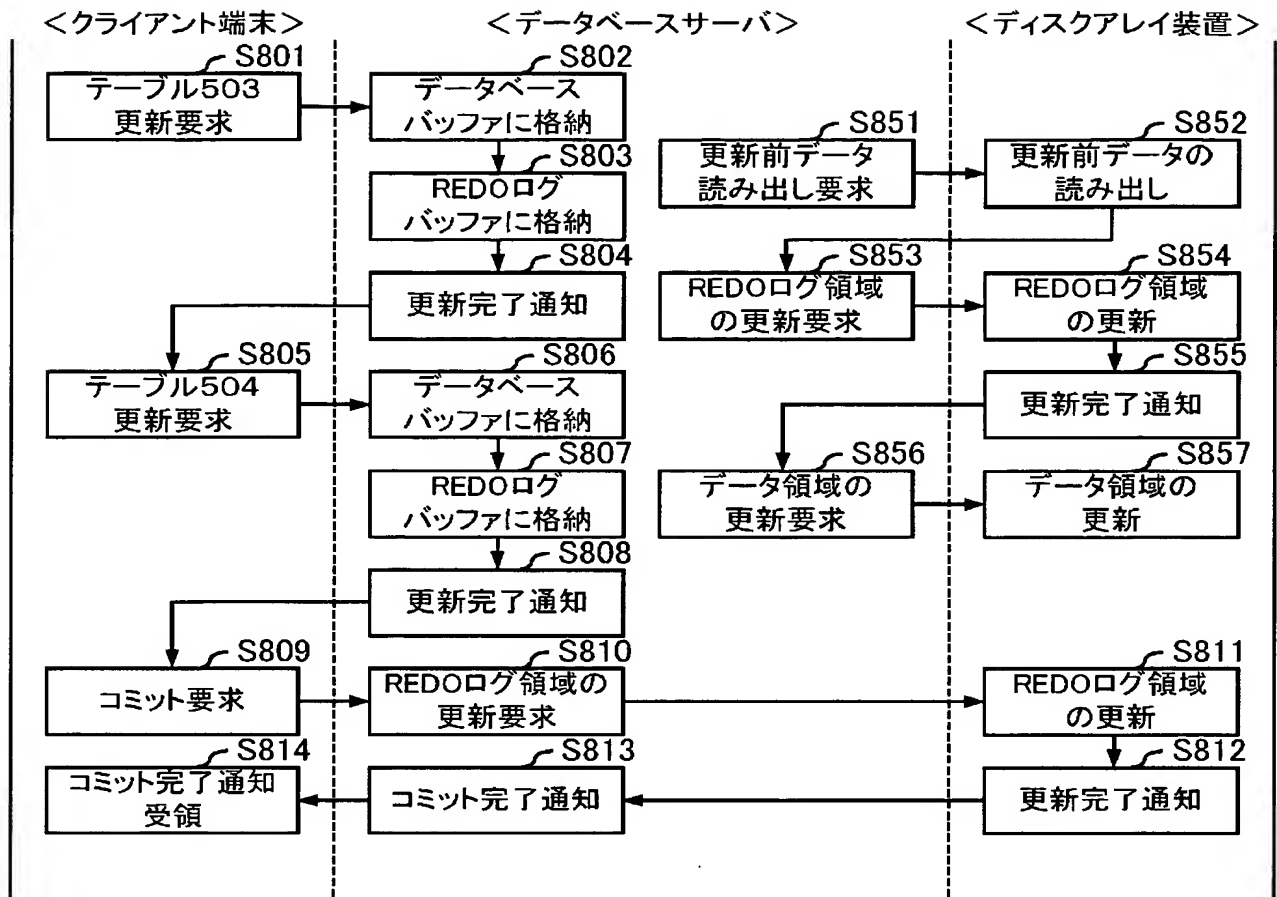 <クライアント端末>
<データベースサーバ>
<ディスクアレイ装置>
S801
テーブル503
更新要求
S802
データベース
バッファに格納
S803
REDOログ
バッファに格納
S851
更新前データ
読み出し要求
S852
更新前データの
読み出し
S804
更新完了通知
S853
REDOログ領域
の更新要求
S854
REDOログ領域
の更新
S805
テーブル504
更新要求
S806
データベース
バッファに格納
S855
更新完了通知
S807
REDOログ
バッファに格納
S856
データ領域の
更新要求
S857
データ領域の
更新
S808
更新完了通知
S809
コミット要求
S810
REDOログ領域の
更新要求
S811
REDOログ領域
の更新
S814
コミット完了通知
受領
S813
コミット完了通知
S812
更新完了通知